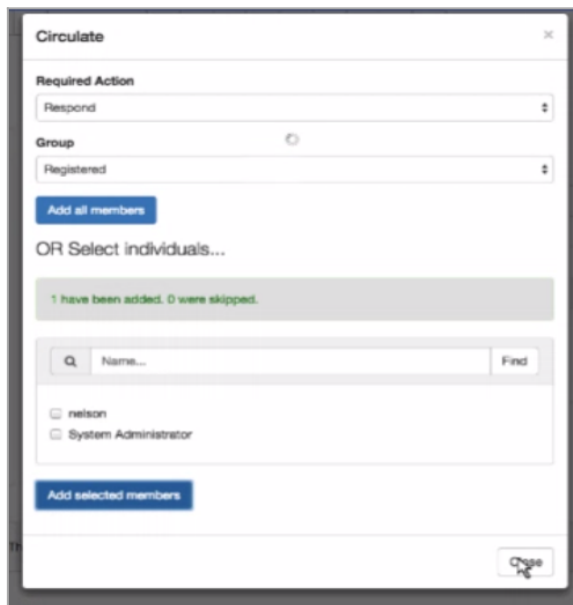 Circulate
×
Required Action
Respond
Group
Registered
Add all members
OR Select individuals...
1 have been added. 0 were skipped.
Name...
Find
nelson
System Administrator
Add selected members
Th
Close